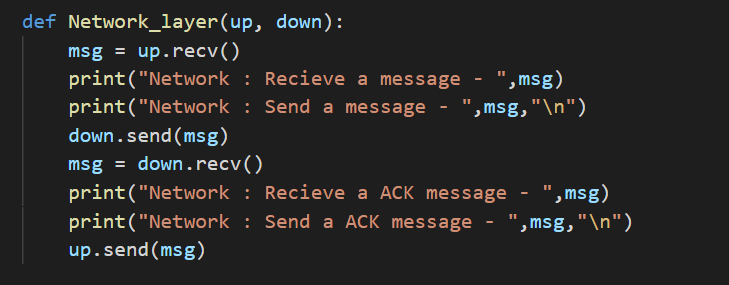 def Network_layer(up, down):
    msg = up.recv()
    print("Network : Recieve a message - ",msg)
    print("Network : Send a message - ",msg,"\n")
    down.send(msg)
    msg = down.recv()
    print("Network : Recieve a ACK message - ",msg)
    print("Network : Send a ACK message - ",msg,"\n")
    up.send(msg)